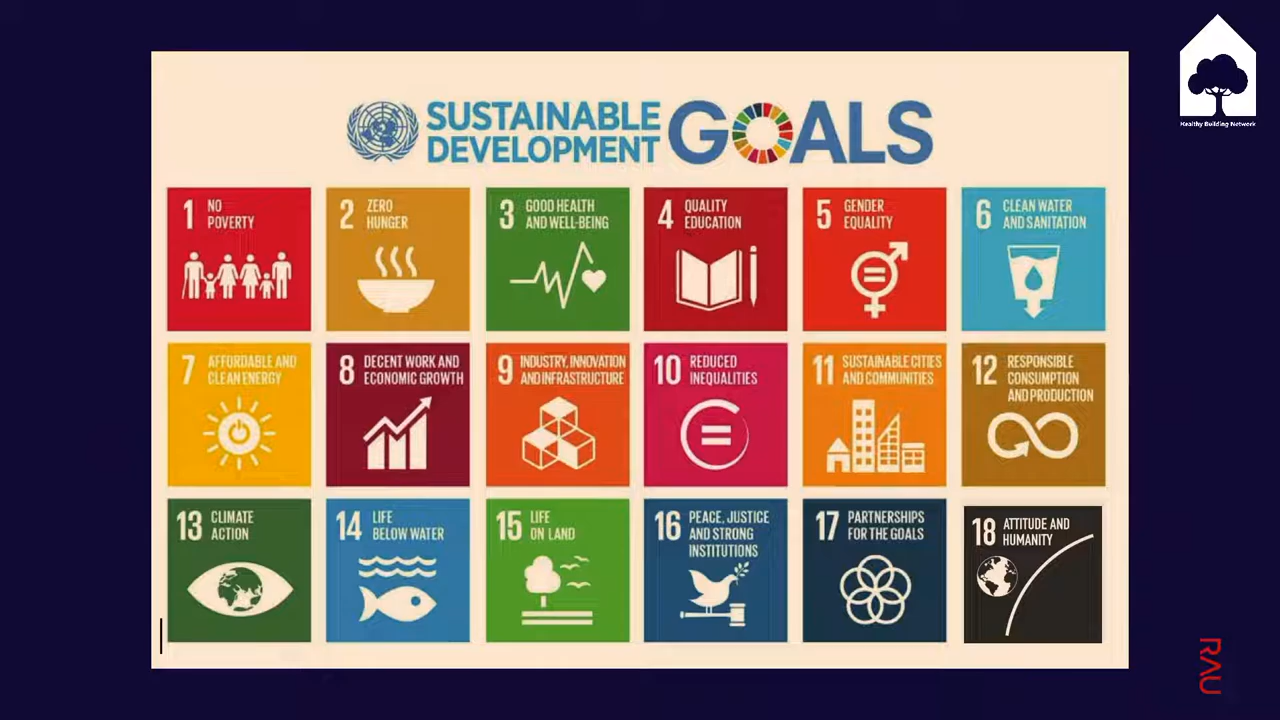 Healthy Building Network
SUSTAINABLE
DEVELOPMENT
GOALS
1 NO
POVERTY
2 ZERO
HUNGER
3 GOOD HEALTH
AND WELL-BEING
4 QUALITY
EDUCATION
5 GENDER
EQUALITY
6 CLEAN WATER
AND SANITATION
7 AFFORDABLE AND
CLEAN ENERGY
8 DECENT WORK AND
ECONOMIC GROWTH
9 INDUSTRY, INNOVATION
AND INFRASTRUCTURE
10 REDUCED
INEQUALITIES
11 SUSTAINABLE CITIES
AND COMMUNITIES
12 RESPONSIBLE
CONSUMPTION
AND PRODUCTION
13 CLIMATE
ACTION
14 LIFE
BELOW WATER
15 LIFE
ON LAND
16 PEACE, JUSTICE
AND STRONG
INSTITUTIONS
17 PARTNERSHIPS
FOR THE GOALS
18 ATTITUDE AND
HUMANITY
RAU